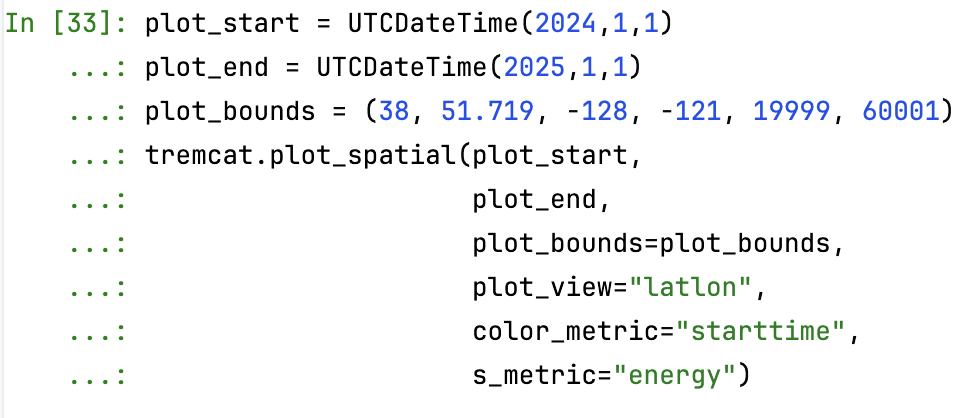 In [33]: plot_start = UTCDateTime(2024,1,1)
...: plot_end = UTCDateTime(2025,1,1)
...: plot_bounds = (38, 51.719, -128, -121, 19999, 60001)
...: tremcat.plot_spatial(plot_start,
...:                      plot_end,
...:                      plot_bounds=plot_bounds,
...:                      plot_view="latlon",
...:                      color_metric="starttime",
...:                      s_metric="energy")